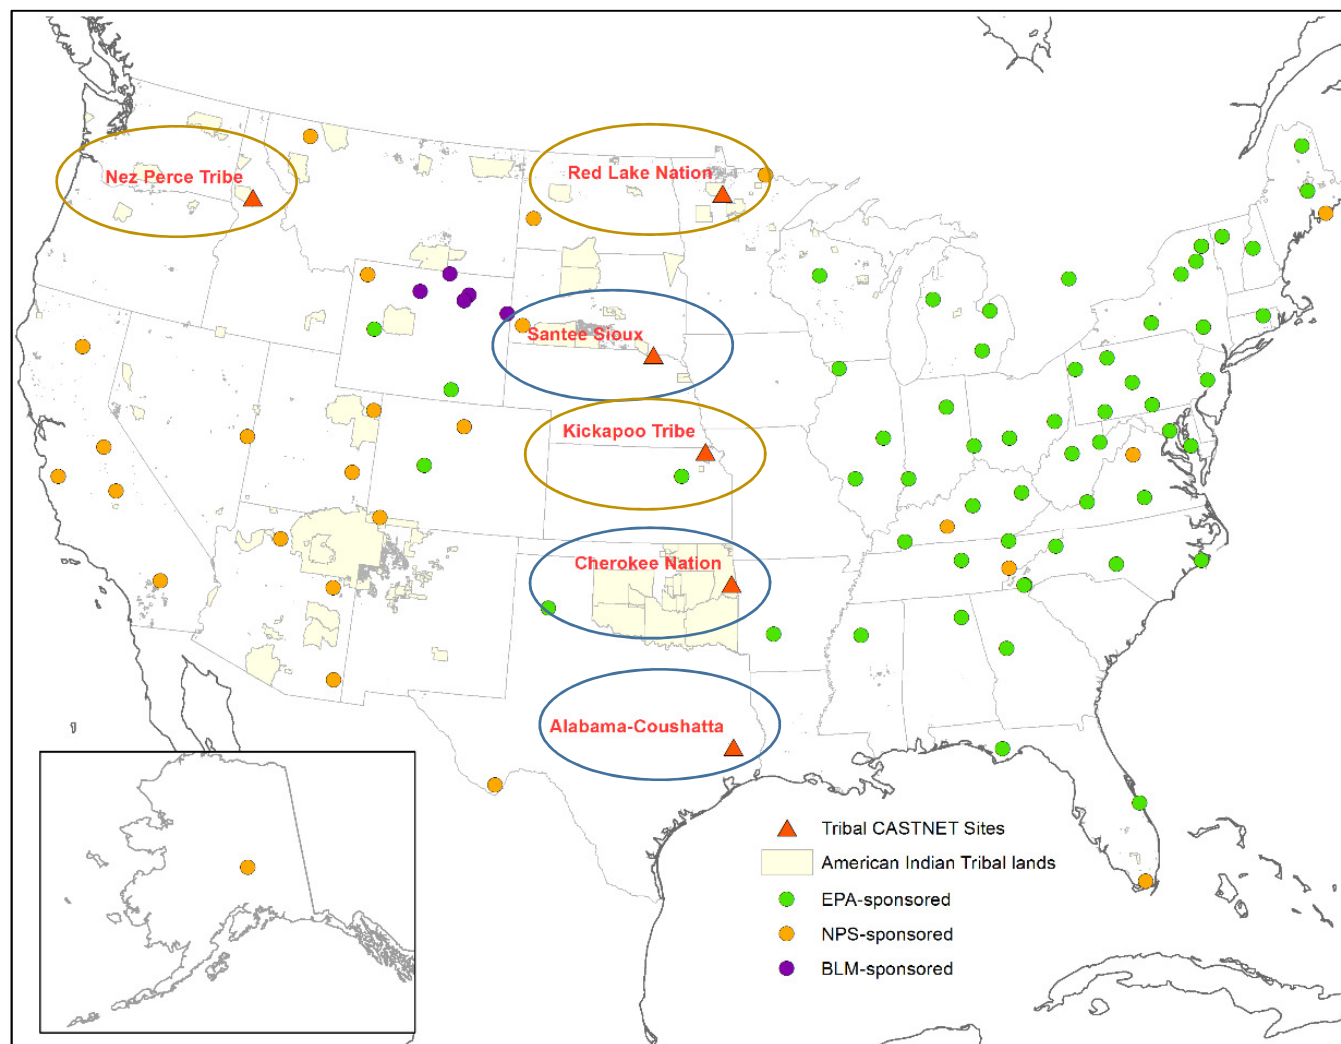 Nez Perce Tribe
Red Lake Nation
Santee Sioux
Kickapoo Tribe
Cherokee Nation
Alabama-Coushatta
Tribal CASTNET Sites
American Indian Tribal lands
EPA-sponsored
NPS-sponsored
BLM-sponsored